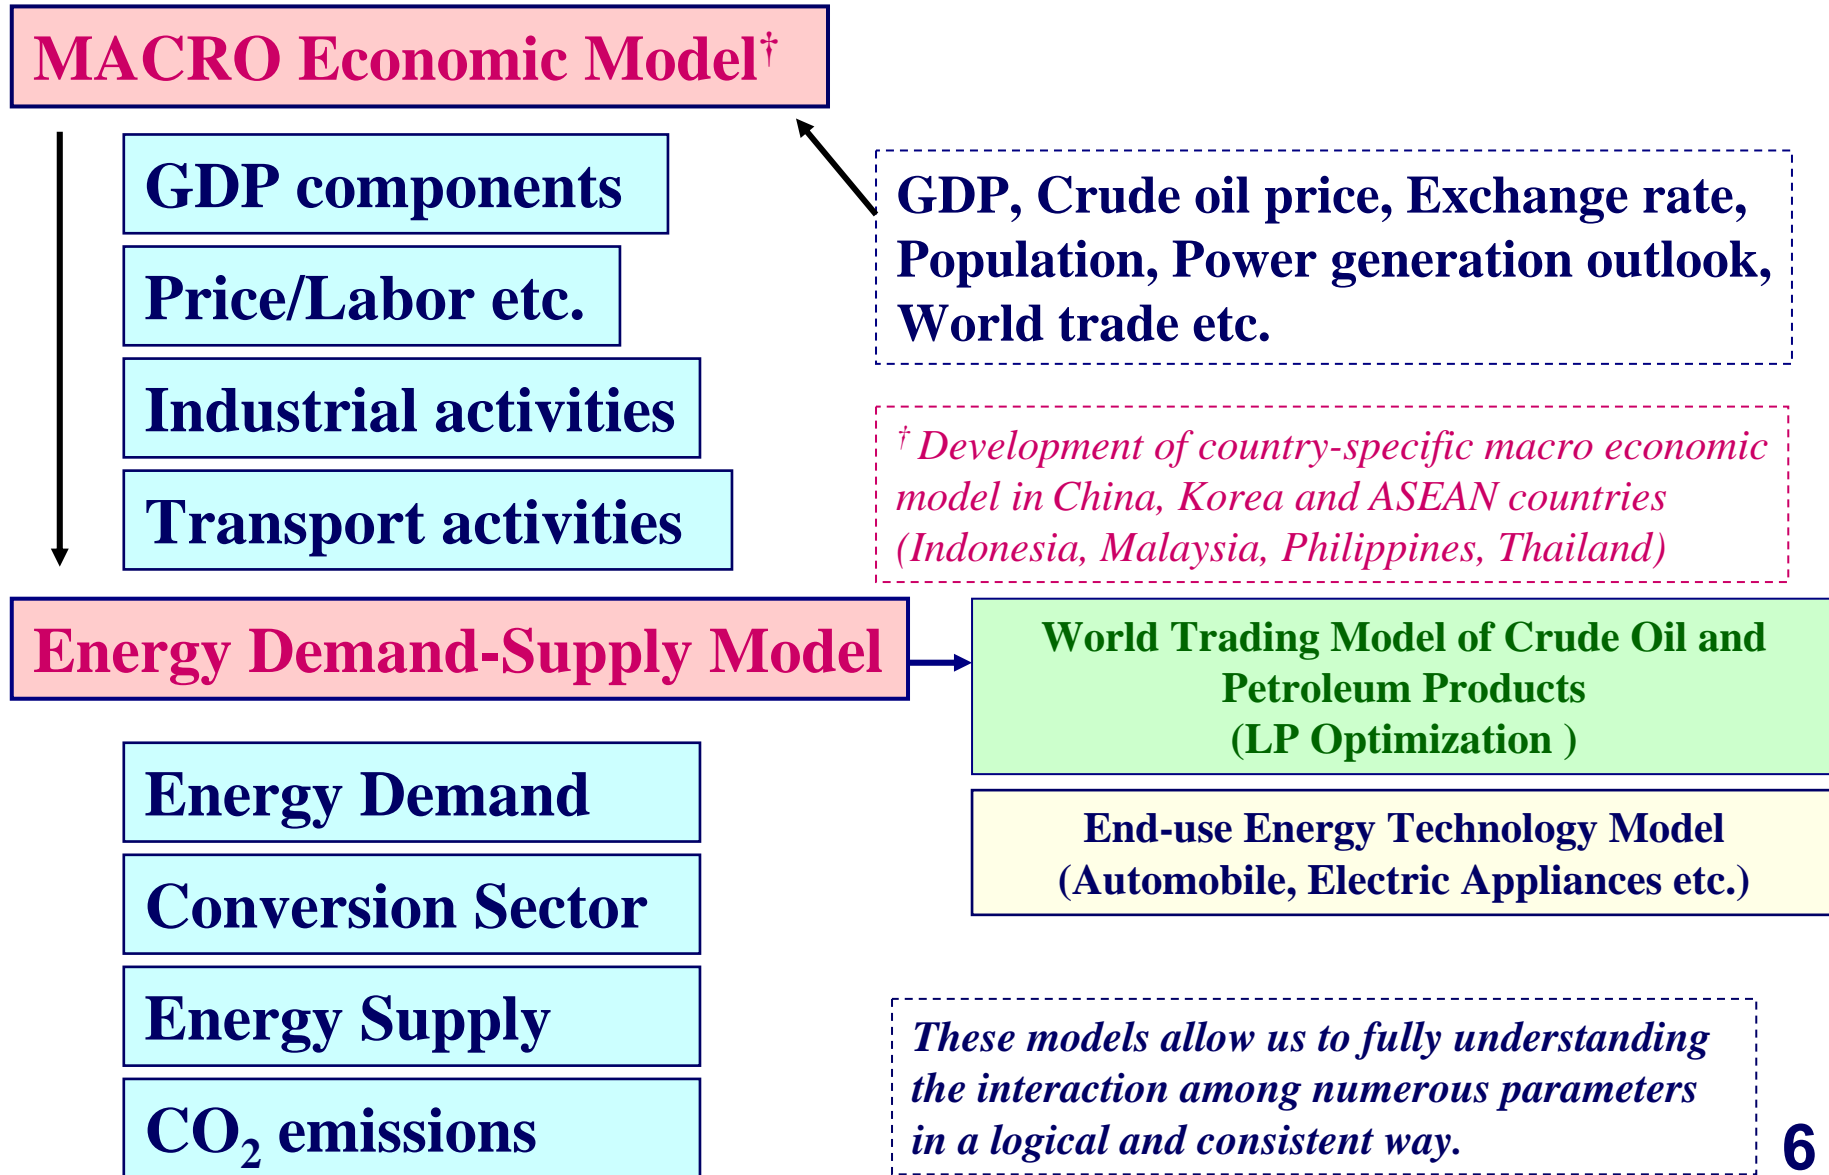 MACRO Economic Model†
GDP components
Price/Labor etc.
Industrial activities
Transport activities
GDP, Crude oil price, Exchange rate,
Population, Power generation outlook,
World trade etc.
† Development of country-specific macro economic
model in China, Korea and ASEAN countries
(Indonesia, Malaysia, Philippines, Thailand)
Energy Demand-Supply Model
World Trading Model of Crude Oil and
Petroleum Products
(LP Optimization )
End-use Energy Technology Model
(Automobile, Electric Appliances etc.)
Energy Demand
Conversion Sector
Energy Supply
CO₂ emissions
These models allow us to fully understanding
the interaction among numerous parameters
in a logical and consistent way.
6